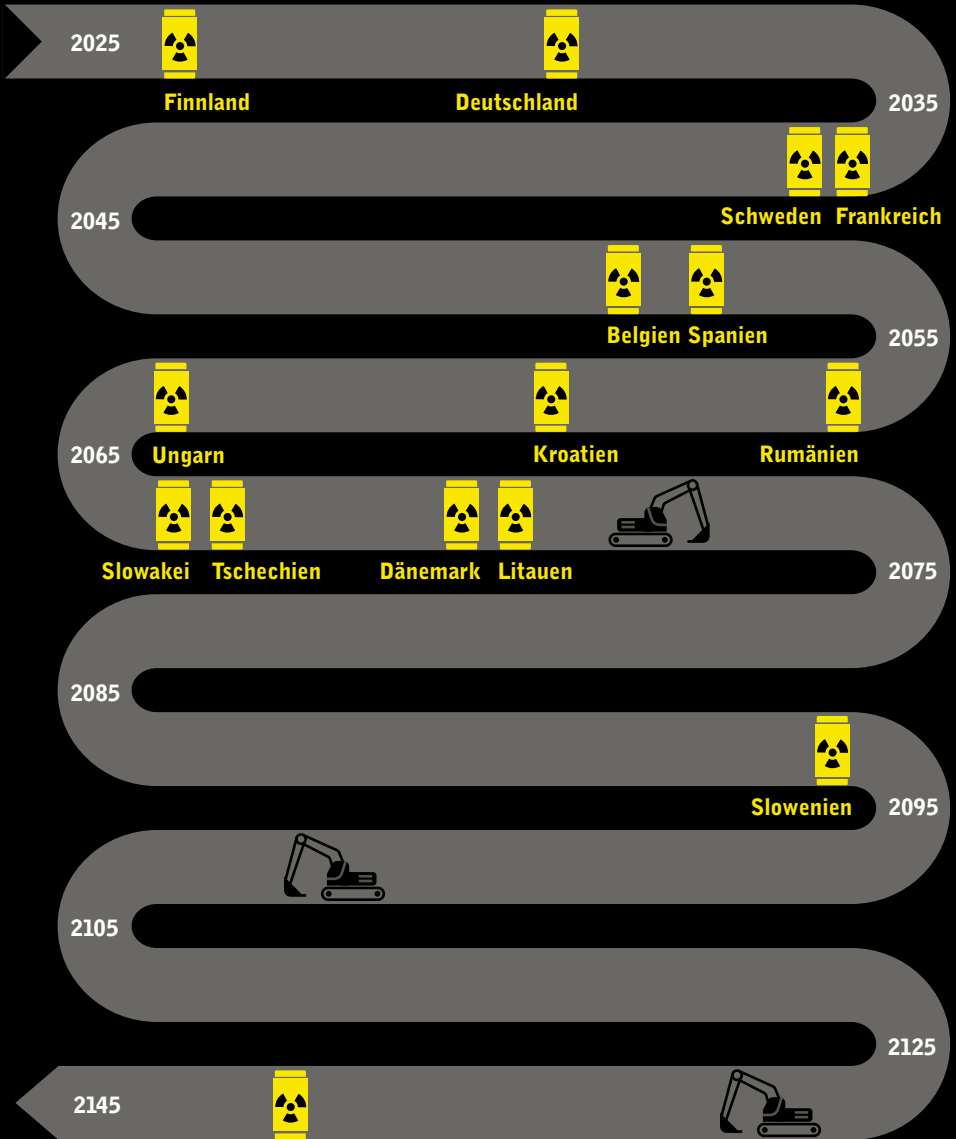 2025
Finnland Deutschland
2035
Schweden Frankreich
2045
Belgien Spanien
2055
Ungarn Kroatien Rumänien
2065
Slowakei Tschechien Dänemark Litauen
2075
2085
Slowenien
2095
2105
2125
2145